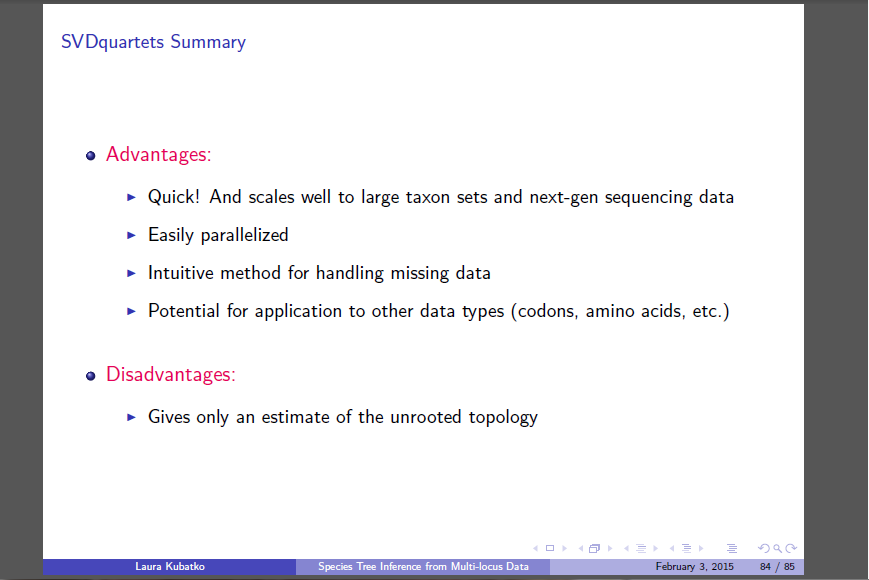 SVDquartets Summary
Advantages:
Quick! And scales well to large taxon sets and next-gen sequencing data
Easily parallelized
Intuitive method for handling missing data
Potential for application to other data types (codons, amino acids, etc.)
Disadvantages:
Gives only an estimate of the unrooted topology
Laura Kubatko Species Tree Inference from Multi-locus Data February 3, 2015 84 / 85